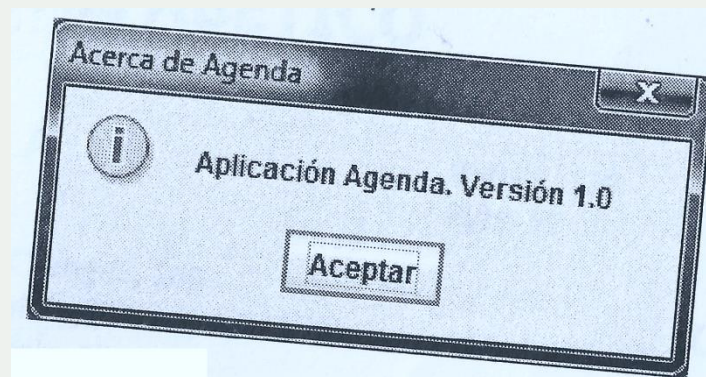 Acerca de Agenda
X
i
Aplicación Agenda. Versión 1.0
Aceptar